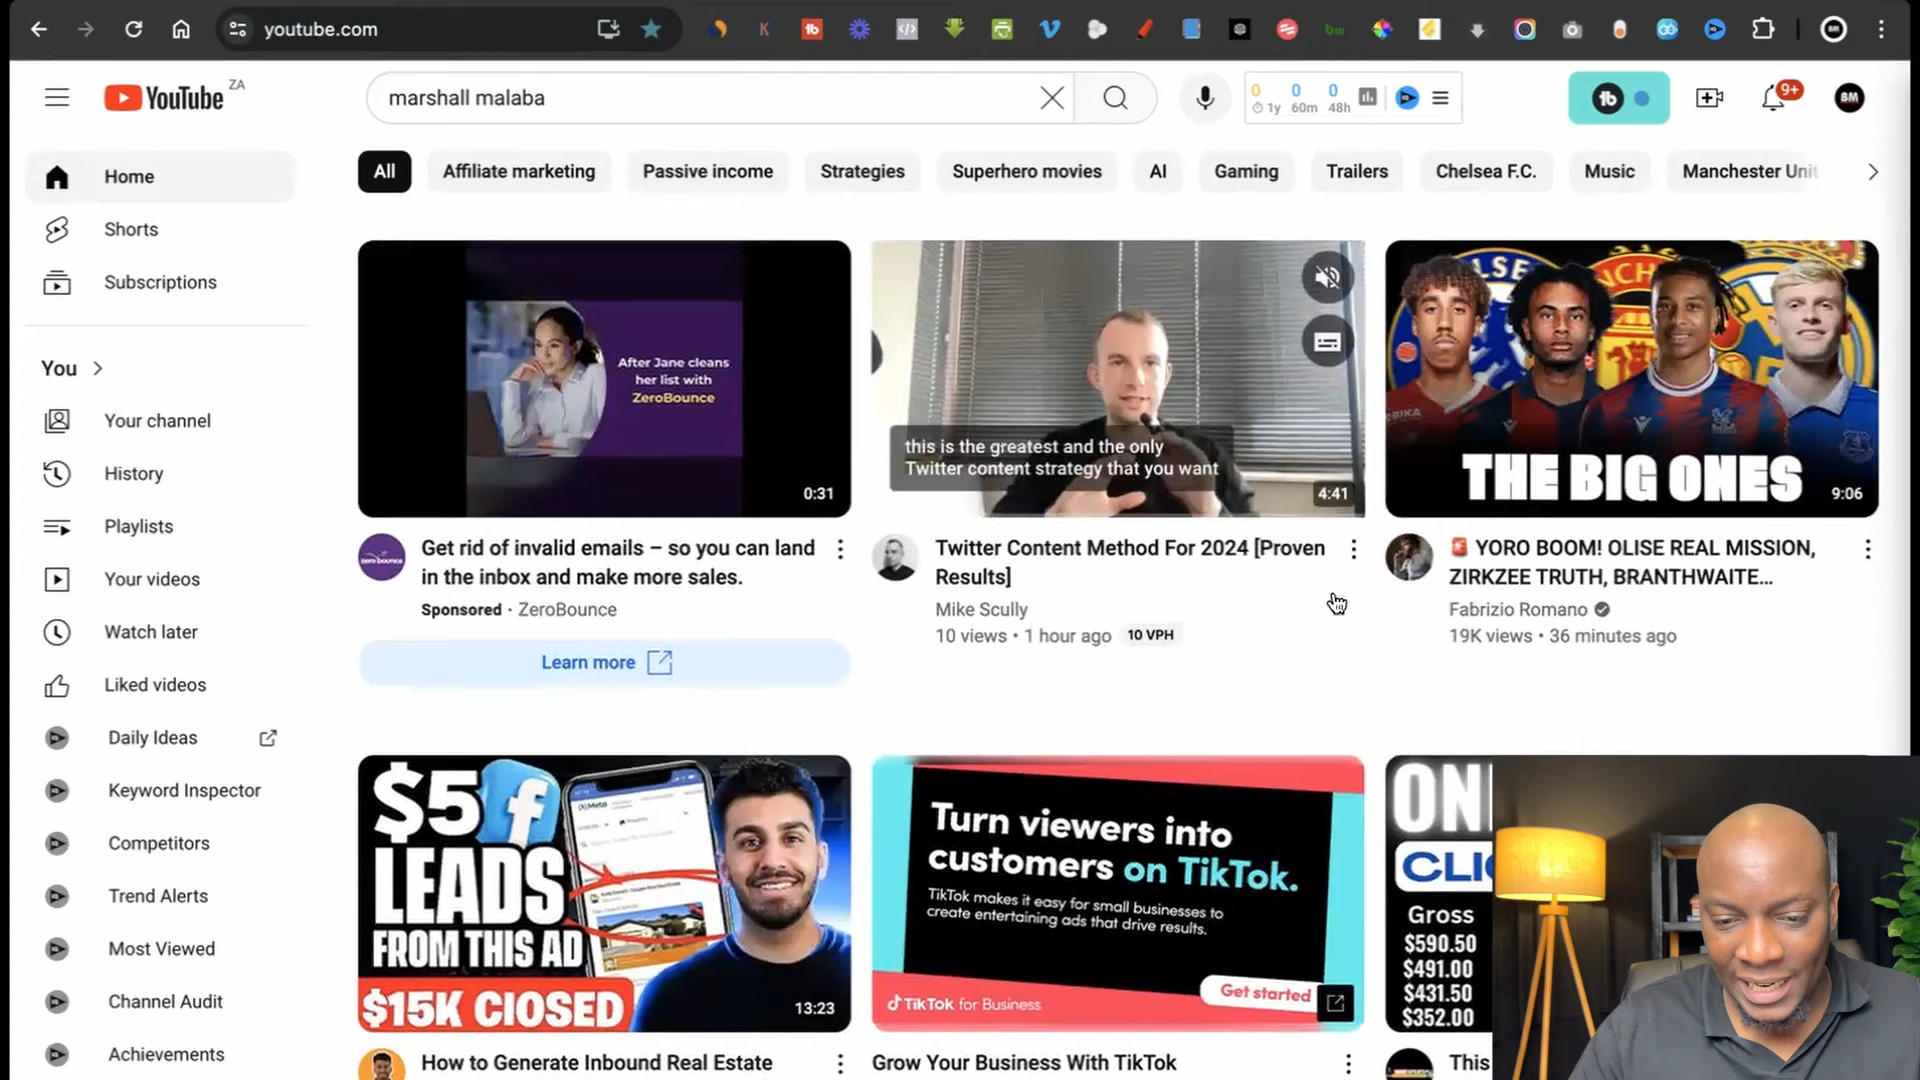 youtube.com
YouTube
ZA
marshall malaba
0 0 0
1y 60m 48h
9+
BM
All
Affiliate marketing
Passive income
Strategies
Superhero movies
AI
Gaming
Trailers
Chelsea F.C.
Music
Manchester Unit
Home
Shorts
Subscriptions
You
Your channel
History
Playlists
Your videos
Watch later
Liked videos
Daily Ideas
Keyword Inspector
Competitors
Trend Alerts
Most Viewed
Channel Audit
Achievements
After Jane cleans
her list with
ZeroBounce
0:31
Get rid of invalid emails – so you can land
in the inbox and make more sales.
Sponsored · ZeroBounce
Learn more
this is the greatest and the only
Twitter content strategy that you want
4:41
Twitter Content Method For 2024 [Proven
Results]
Mike Scully
10 views • 1 hour ago 10 VPH
THE BIG ONES
9:06
YORO BOOM! OLISE REAL MISSION,
ZIRKZEE TRUTH, BRANTHWAITE...
Fabrizio Romano
19K views • 36 minutes ago
$5
LEADS
FROM THIS AD
$15K CLOSED
13:23
How to Generate Inbound Real Estate
Turn viewers into
customers on TikTok.
TikTok makes it easy for small businesses to
create entertaining ads that drive results.
TikTok for Business
Get started
Grow Your Business With TikTok
Gross
$590.50
$491.00
$431.50
$352.00
This